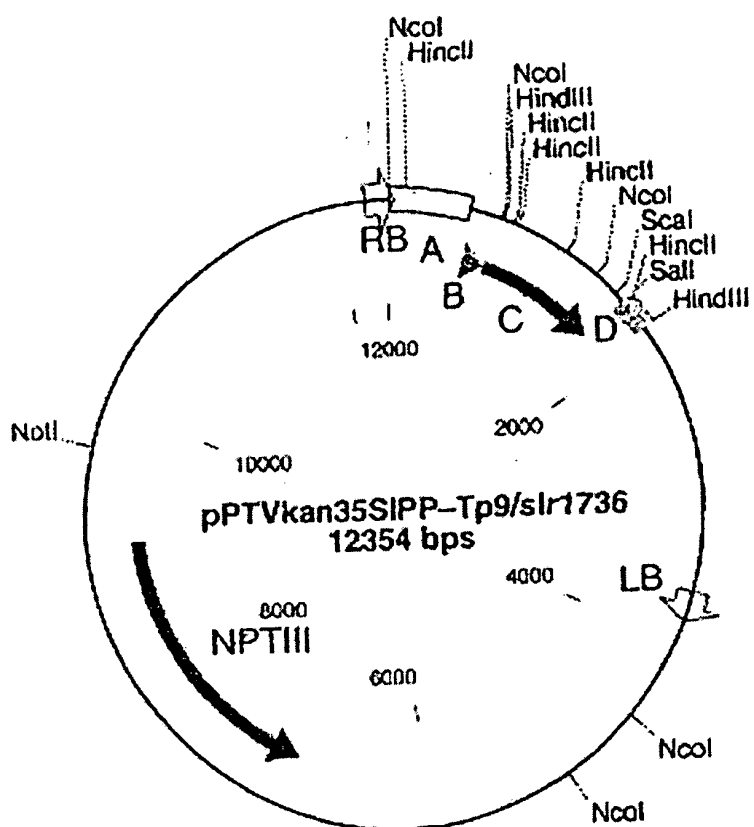 NcoI
HincII
NcoI
HindIII
HincII
HincII
HincII
NcoI
ScaI
HincII
SalI
HindIII
RB
A
B
C
D
12000
NotI
10000
2000
pPTVkan35SIPP–Tp9/slr1736
12354 bps
4000
LB
8000
NPTIII
6000
NcoI
NcoI